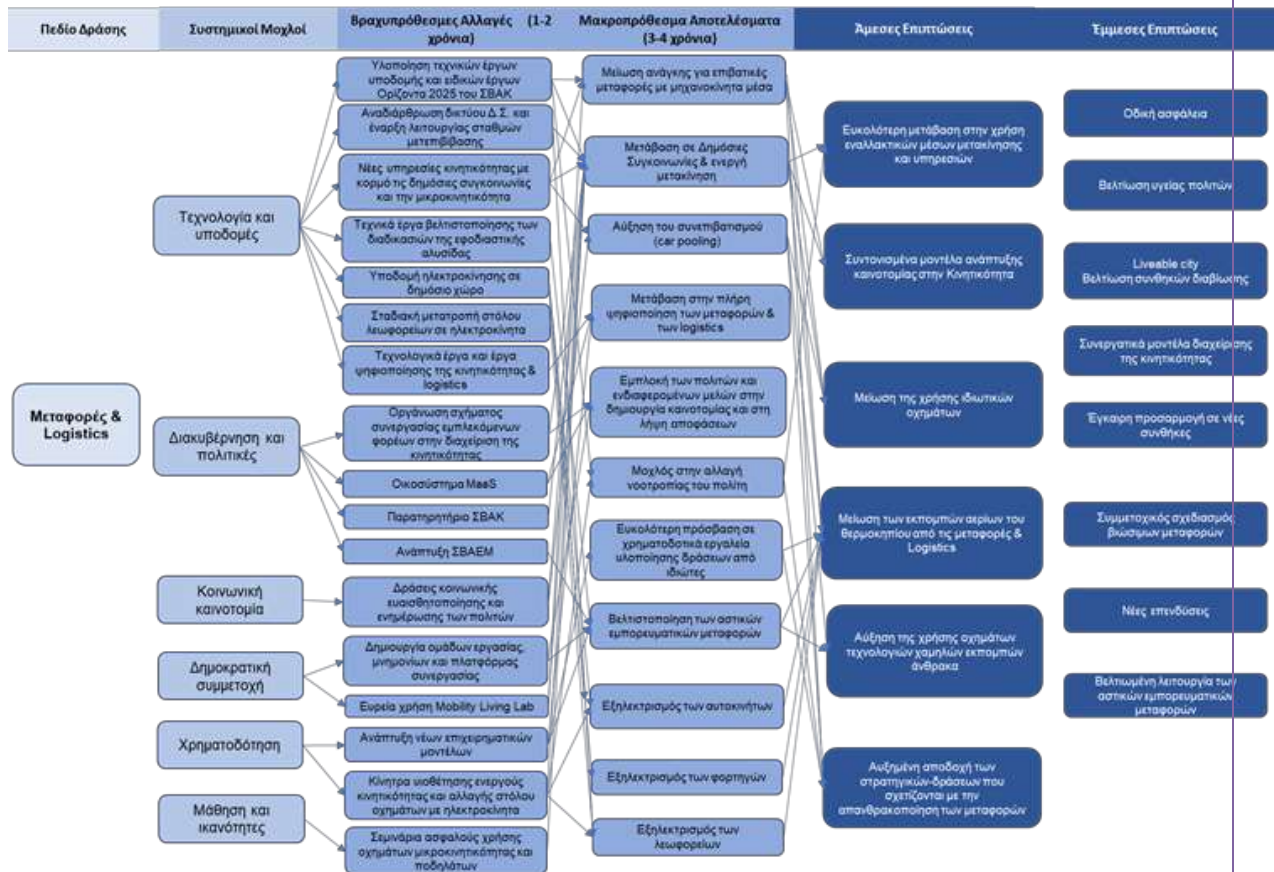 Πεδίο Δράσης
Συστημικοί Μοχλοί
Βραχυπρόθεσμες Αλλαγές (1-2
χρόνια)
Μακροπρόθεσμα Αποτελέσματα
(3-4 χρόνια)
Άμεσες Επιπτώσεις
Έμμεσες Επιπτώσεις
Μεταφορές &
Logistics
Τεχνολογία και
υποδομές
Διακυβέρνηση και
πολιτικές
Κοινωνική
καινοτομία
Δημοκρατική
συμμετοχή
Χρηματοδότηση
Μάθηση και
ικανότητες
Υλοποίηση τεχνικών έργων
υποδομής και ειδικών έργων
Ορίζοντα 2025 του ΣΒΑΚ
Αναδιάρθρωση δικτύου Δ.Σ. και
έναρξη λειτουργίας σταθμών
μετεπιβίβασης
Νέες υπηρεσίες κινητικότητας με
κορμό τις δημόσιες συγκοινωνίες
και την μικροκινητικότητα
Τεχνικά έργα βελτιστοποίησης των
διαδικασιών της εφοδιαστικής
αλυσίδας
Υποδομή ηλεκτροκίνησης σε
δημόσιο χώρο
Σταδιακή μετατροπή στόλου
λεωφορείων σε ηλεκτροκίνητα
Τεχνολογικά έργα και έργα
ψηφιοποίησης της κινητικότητας &
logistics
Οργάνωση σχήματος
συνεργασίας εμπλεκόμενων
φορέων στην διαχείριση της
κινητικότητας
Οικοσύστημα MaaS
Παρατηρητήριο ΣΒΑΚ
Ανάπτυξη ΣΒΑΕΜ
Δράσεις κοινωνικής
ευαισθητοποίησης και
ενημέρωσης των πολιτών
Δημιουργία ομάδων εργασίας,
μνημονίων και πλατφόρμας
συνεργασίας
Ευρεία χρήση Mobility Living Lab
Ανάπτυξη νέων επιχειρηματικών
μοντέλων
Κίνητρα υιοθέτησης ενεργούς
κινητικότητας και αλλαγής στόλου
οχημάτων με ηλεκτροκίνητα
Σεμινάρια ασφαλούς χρήσης
οχημάτων μικροκινητικότητας και
ποδηλάτων
Μείωση ανάγκης για επιβατικές
μεταφορές με μηχανοκίνητα μέσα
Μετάβαση σε Δημόσιες
Συγκοινωνίες & ενεργή
μετακίνηση
Αύξηση του συνεπιβατισμού
(car pooling)
Μετάβαση στην πλήρη
ψηφιοποίηση των μεταφορών &
των logistics
Εμπλοκή των πολιτών και
ενδιαφερομένων μελών στην
δημιουργία καινοτομίας και στη
λήψη αποφάσεων
Μοχλός στην αλλαγή
νοοτροπίας του πολίτη
Ευκολότερη πρόσβαση σε
χρηματοδοτικά εργαλεία
υλοποίησης δράσεων από
ιδιώτες
Βελτιστοποίηση των αστικών
εμπορευματικών μεταφορών
Εξηλεκτρισμός των αυτοκινήτων
Εξηλεκτρισμός των φορτηγών
Εξηλεκτρισμός των
λεωφορείων
Ευκολότερη μετάβαση στην χρήση
εναλλακτικών μέσων μετακίνησης
και υπηρεσιών
Συντονισμένα μοντέλα ανάπτυξης
καινοτομίας στην Κινητικότητα
Μείωση της χρήσης ιδιωτικών
οχημάτων
Μείωση των εκπομπών αερίων του
θερμοκηπίου από τις μεταφορές &
Logistics
Αύξηση της χρήσης οχημάτων
τεχνολογιών χαμηλών εκπομπών
άνθρακα
Αυξημένη αποδοχή των
στρατηγικών-δράσεων που
σχετίζονται με την
απανθρακοποίηση των μεταφορών
Οδική ασφάλεια
Βελτίωση υγείας πολιτών
Liveable city
Βελτίωση συνθηκών διαβίωσης
Συνεργατικά μοντέλα διαχείρισης
της κινητικότητας
Έγκαιρη προσαρμογή σε νέες
συνθήκες
Συμμετοχικός σχεδιασμός
βιώσιμων μεταφορών
Νέες επενδύσεις
Βελτιωμένη λειτουργία των
αστικών εμπορευματικών
μεταφορών